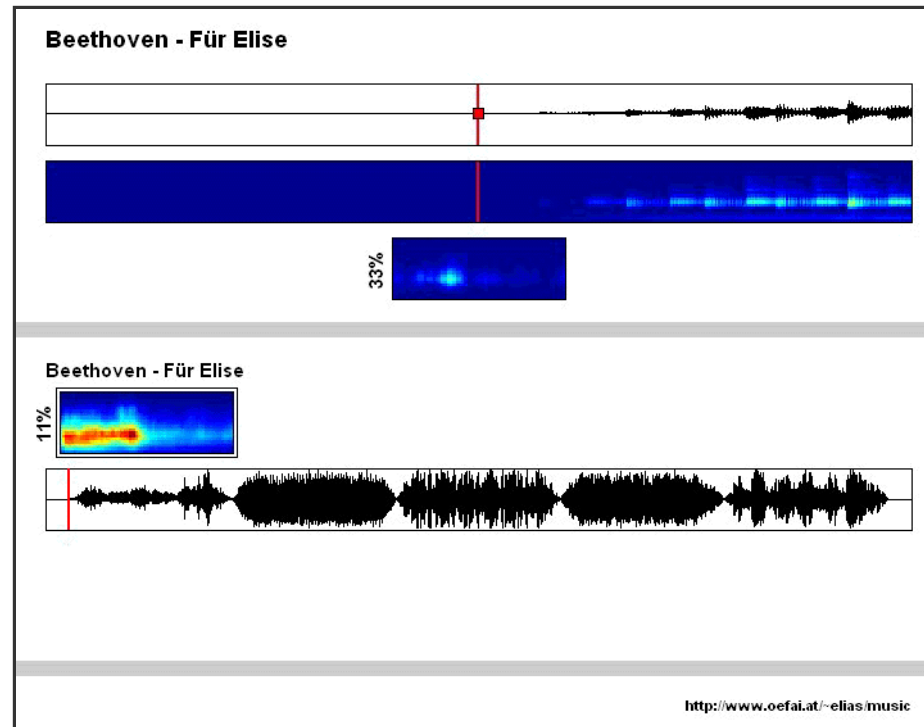 Beethoven - Für Elise
33%
Beethoven - Für Elise
11%
http://www.oefai.at/~elias/music